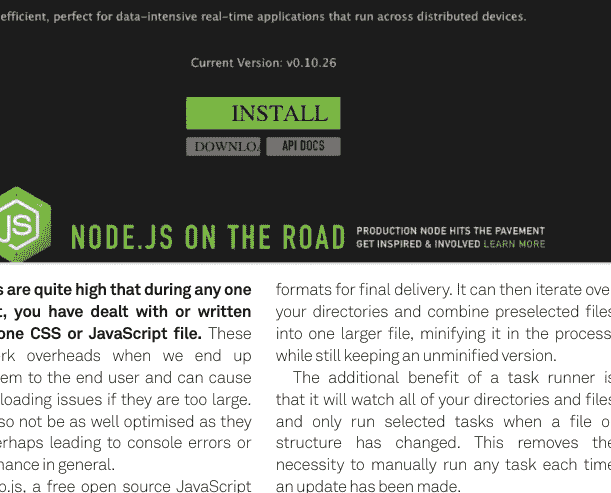 efficient, perfect for data-intensive real-time applications that run across distributed devices.
Current Version: v0.10.26
INSTALL
DOWNLOA
API DOCS
JS
NODE.JS ON THE ROAD
PRODUCTION NODE HITS THE PAVEMENT
GET INSPIRED & INVOLVED LEARN MORE
s are quite high that during any one
t, you have dealt with or written
one CSS or JavaScript file. These
rk overheads when we end up
em to the end user and can cause
loading issues if they are too large.
so not be as well optimised as they
erhaps leading to console errors or
mance in general.
o.js, a free open source JavaScript
formats for final delivery. It can then iterate ove
your directories and combine preselected files
into one larger file, minifying it in the process
while still keeping an unminified version.
The additional benefit of a task runner is
that it will watch all of your directories and files
and only run selected tasks when a file o
structure has changed. This removes the
necessity to manually run any task each time
an update has been made.